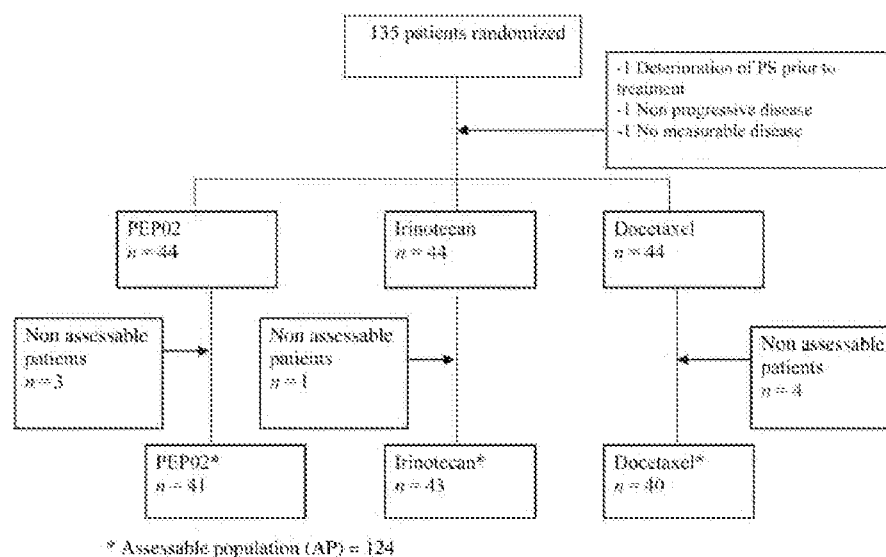 135 patients randomized
-1 Deterioration of PS prior to
treatment
-1 Non progressive disease
-1 No measurable disease
PEP02
n = 44
Irinotecan
n = 44
Docetaxel
n = 44
Non assessable
patients
n = 3
Non assessable
patients
n = 1
Non assessable
patients
n = 4
PEP02*
n = 41
Irinotecan*
n = 43
Docetaxel*
n = 40
* Assessable population (AP) = 124